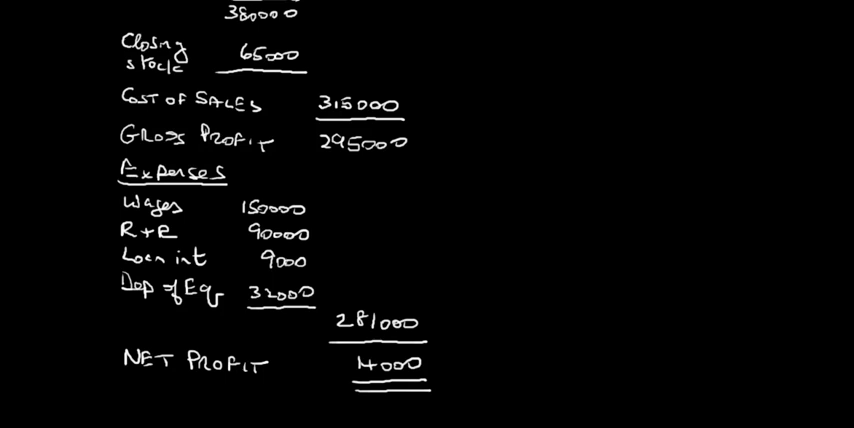 380000
Closing stock 65000
COST OF SALES 315000
GROSS PROFIT 295000
Expenses
Wages 150000
R+R 90000
Loan int 9000
Dep of Eq 32000
281000
NET PROFIT 14000